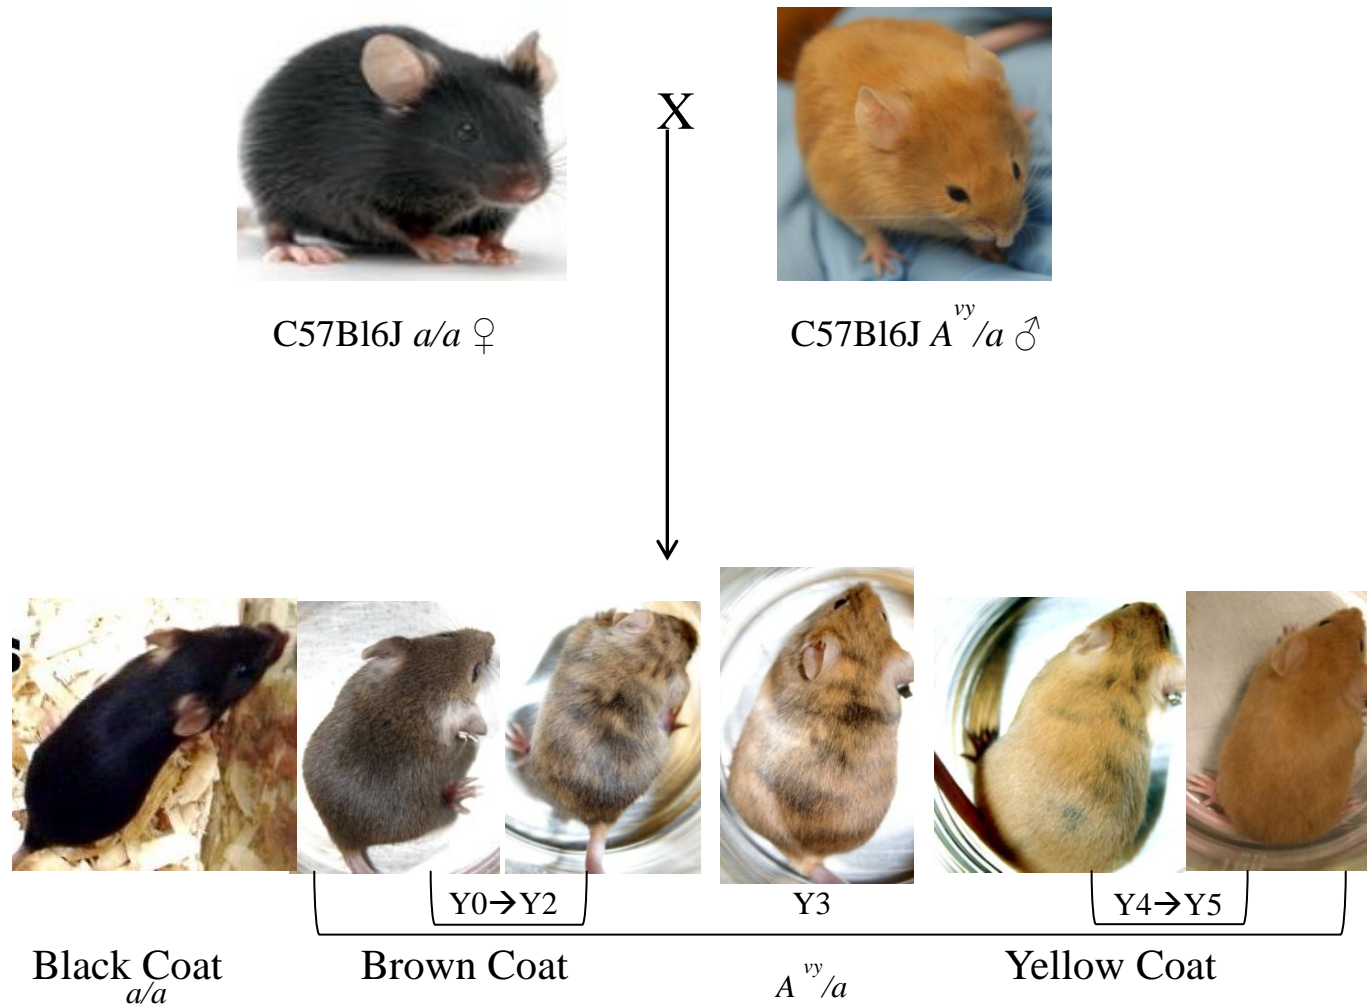 X
C57Bl6J a/a ♀
C57Bl6J A^vy/a ♂
Y0→Y2
Y3
Y4→Y5
Black Coat
a/a
Brown Coat
A^vy/a
Yellow Coat